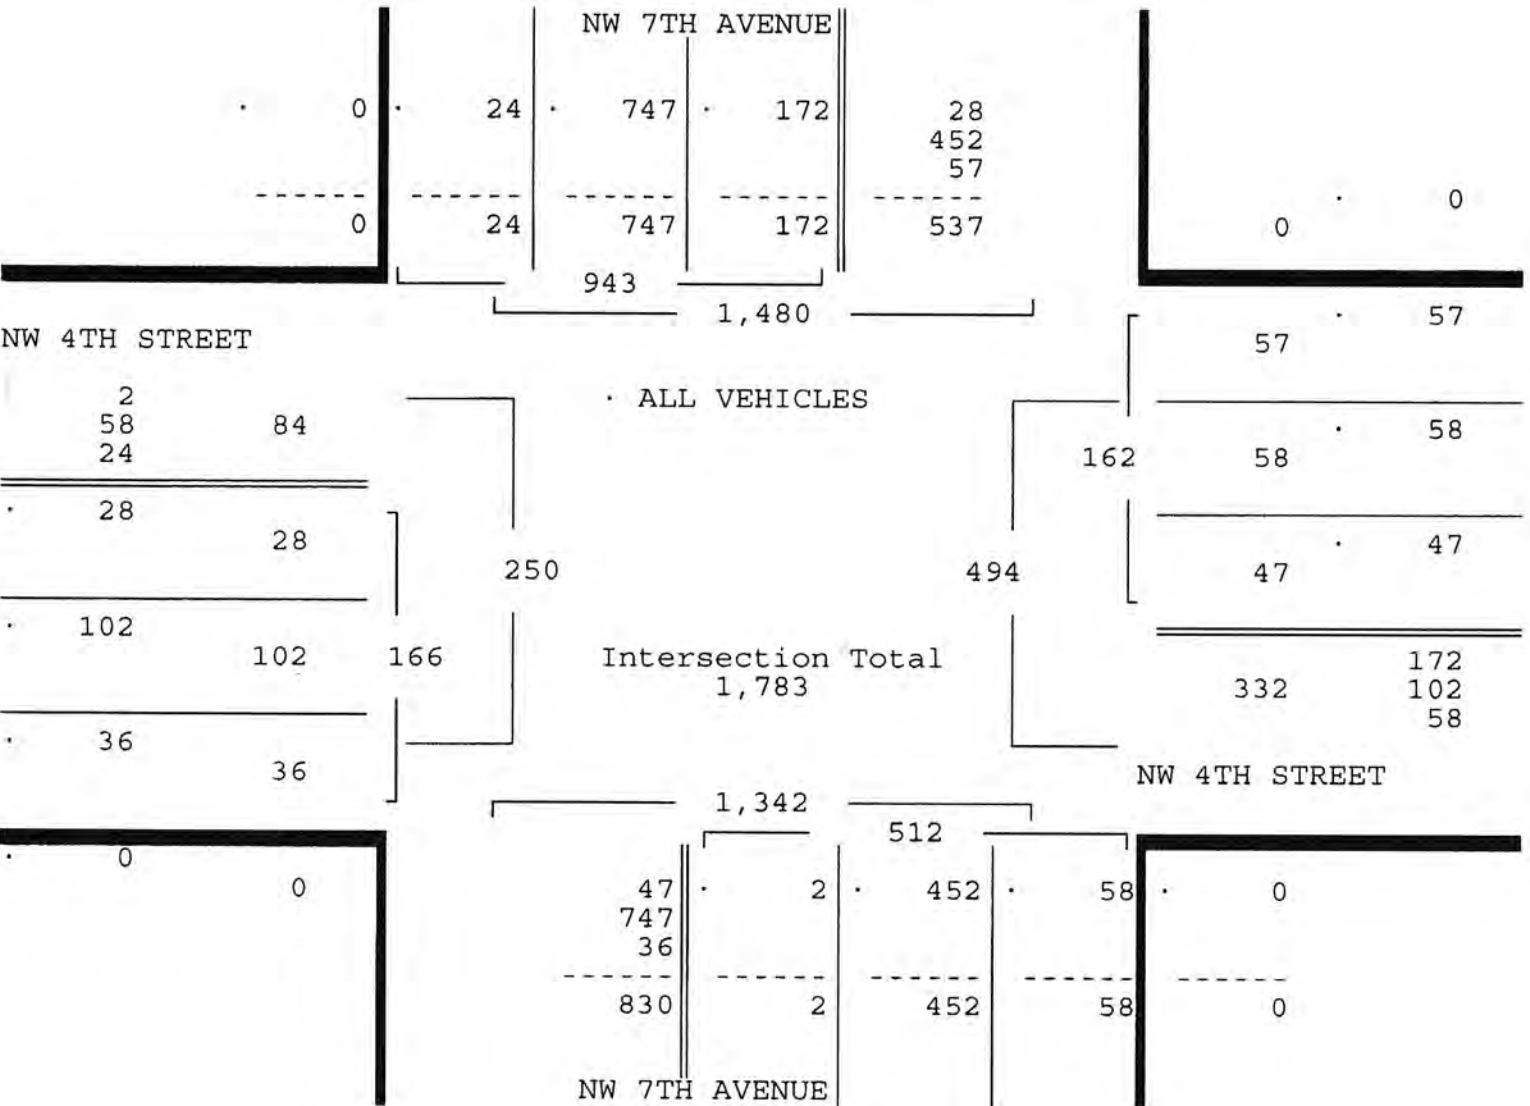 NW 7TH AVENUE
0 24 747 172 28
452
57
0 24 747 172 537
0
0
943
1,480
57
57
NW 4TH STREET
2
58 84
24
ALL VEHICLES
58
162 58
28
28
47
250 494 47
102
102 166 Intersection Total 172
1,783 332 102
58
36
36
NW 4TH STREET
1,342
512
0
0
47 2 452 58 0
747
36
830 2 452 58 0
NW 7TH AVENUE